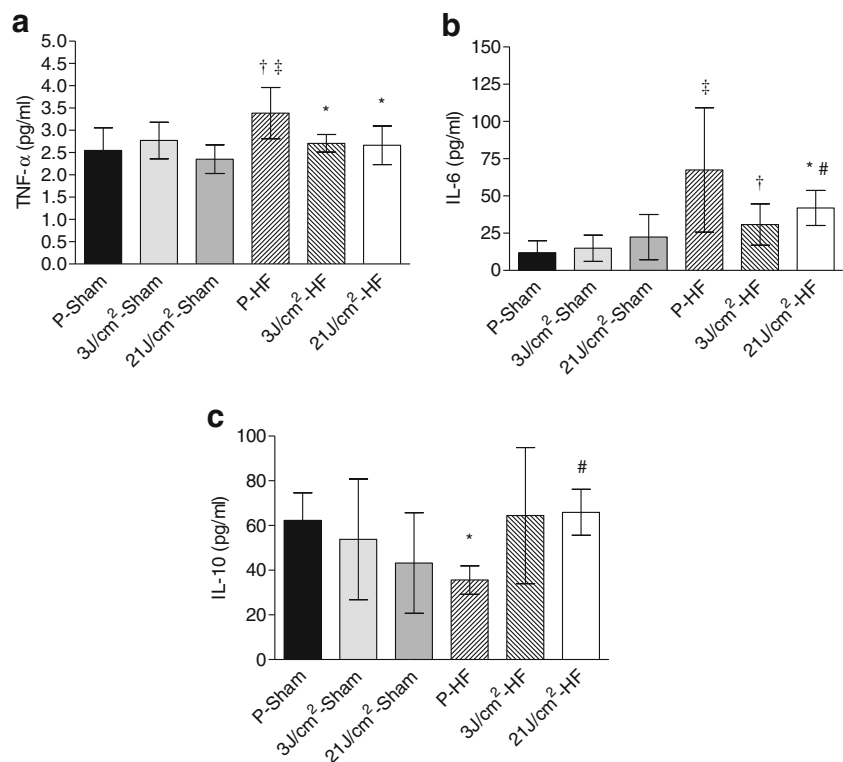 a
TNF-α (pg/ml)
5.0
4.5
4.0
3.5
3.0
2.5
2.0
1.5
1.0
0.5
0.0
† ‡
*
*
P-Sham
3J/cm²-Sham
21J/cm²-Sham
P-HF
3J/cm²-HF
21J/cm²-HF
b
IL-6 (pg/ml)
150
125
100
75
50
25
0
‡
†
* #
P-Sham
3J/cm²-Sham
21J/cm²-Sham
P-HF
3J/cm²-HF
21J/cm²-HF
c
IL-10 (pg/ml)
100
80
60
40
20
0
*
#
P-Sham
3J/cm²-Sham
21J/cm²-Sham
P-HF
3J/cm²-HF
21J/cm²-HF